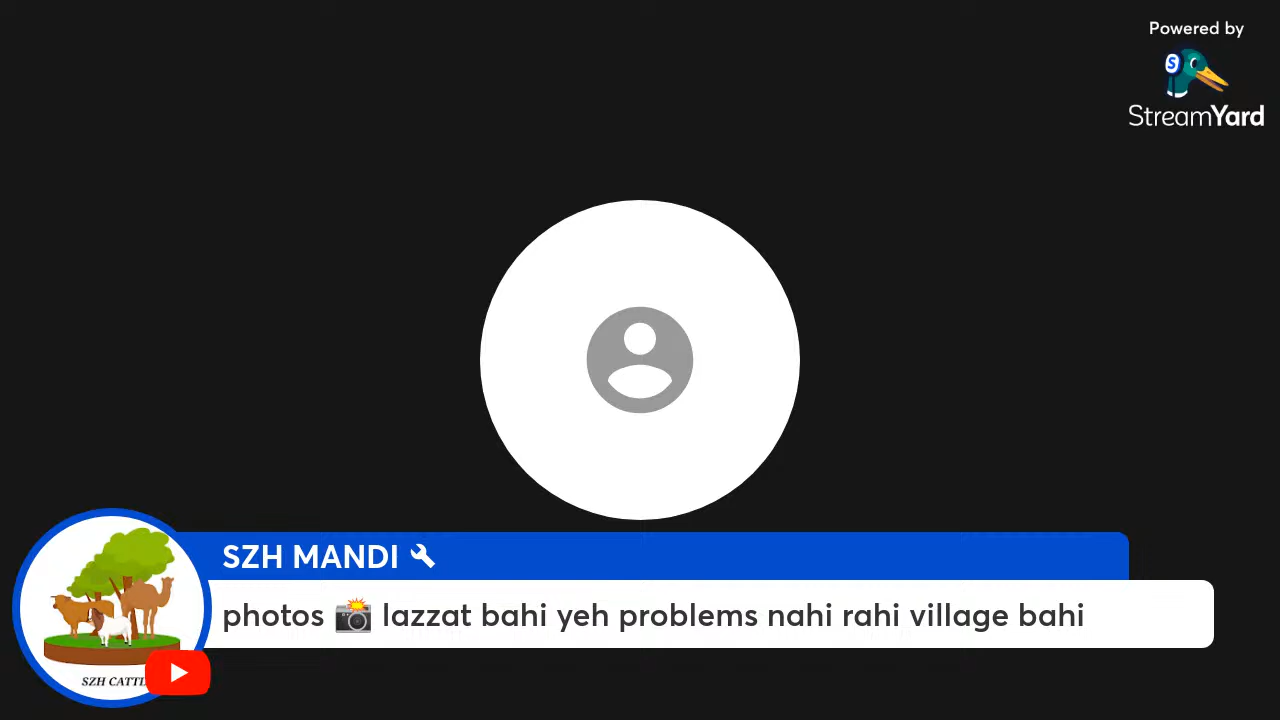 Powered by
S
StreamYard
SZH MANDI
photos 📸 lazzat bahi yeh problems nahi rahi village bahi
SZH CATTL